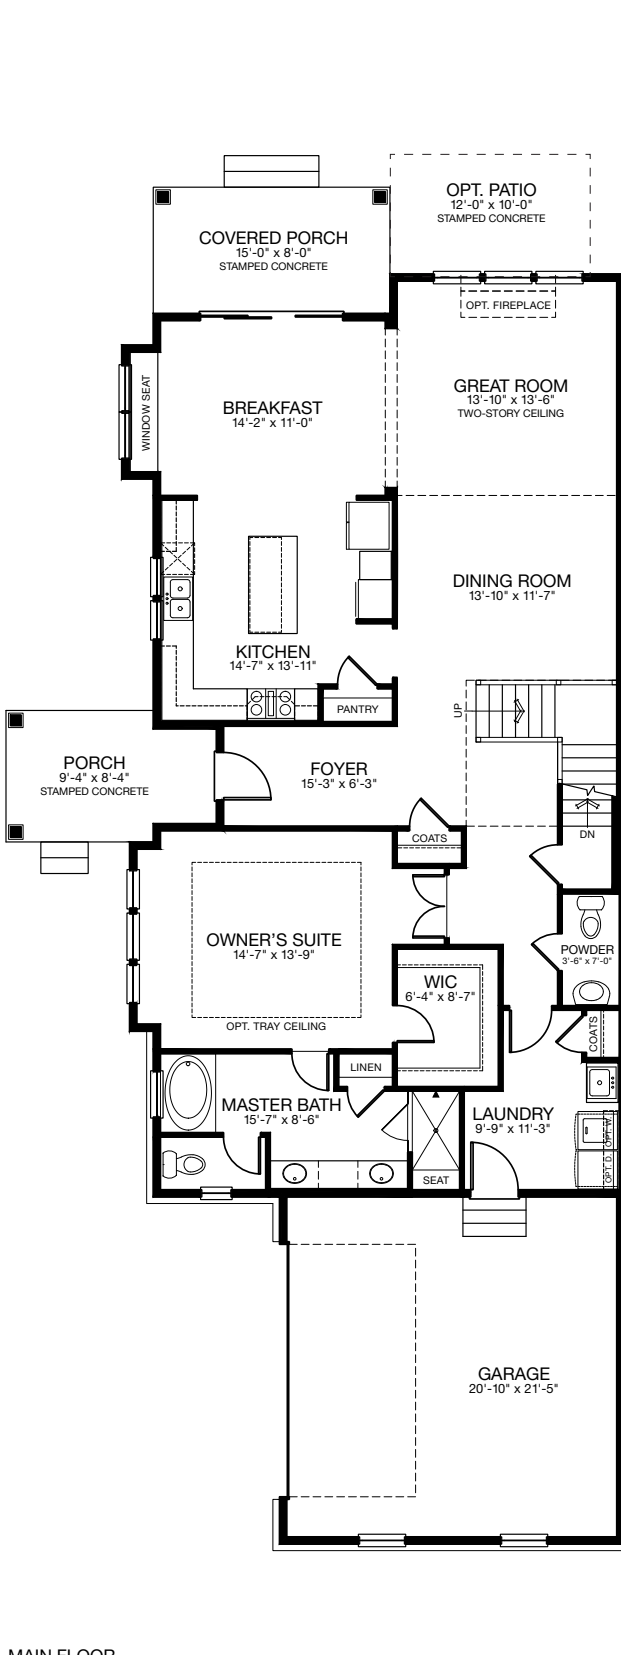 OPT. PATIO
12'-0" x 10'-0"
STAMPED CONCRETE
COVERED PORCH
15'-0" x 8'-0"
STAMPED CONCRETE
OPT. FIREPLACE
GREAT ROOM
13'-10" x 13'-6"
TWO-STORY CEILING
WINDOW SEAT
BREAKFAST
14'-2" x 11'-0"
DINING ROOM
13'-10" x 11'-7"
KITCHEN
14'-7" x 13'-11"
PANTRY
UP
PORCH
9'-4" x 8'-4"
STAMPED CONCRETE
FOYER
15'-3" x 6'-3"
COATS
DN
OWNER'S SUITE
14'-7" x 13'-9"
OPT. TRAY CEILING
POWDER
3'-6" x 7'-0"
WIC
6'-4" x 8'-7"
COATS
LINEN
MASTER BATH
15'-7" x 8'-6"
LAUNDRY
9'-9" x 11'-3"
OPT. W.
OPT. D.
SEAT
GARAGE
20'-10" x 21'-5"
MAIN FLOOR